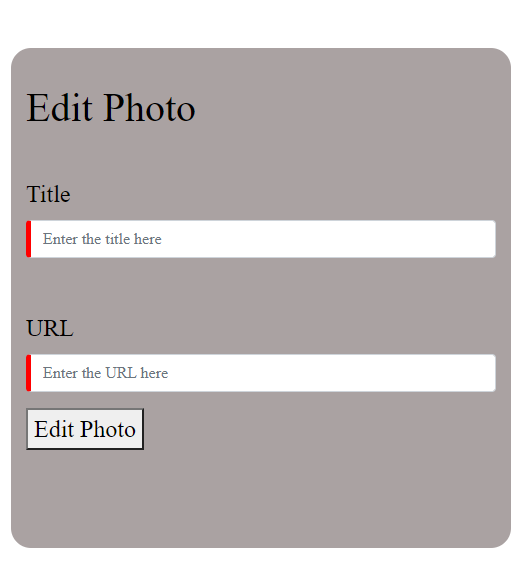 Edit Photo
Title
Enter the title here
URL
Enter the URL here
Edit Photo